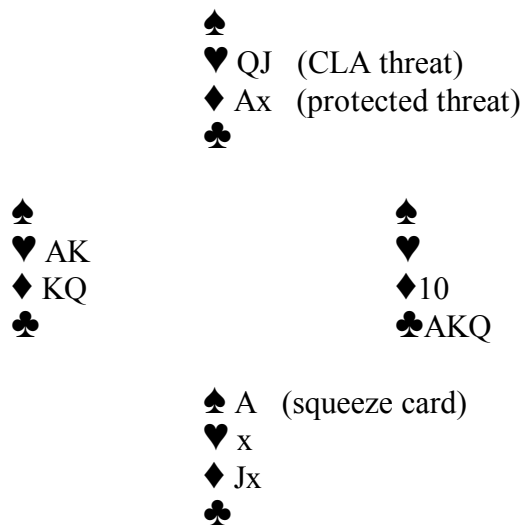 ♠
♥ QJ (CLA threat)
♦ Ax (protected threat)
♣
♠ ♠
♥ AK ♥
♦ KQ ♦10
♣ ♣AKQ
♠ A (squeeze card)
♥ x
♦ Jx
♣